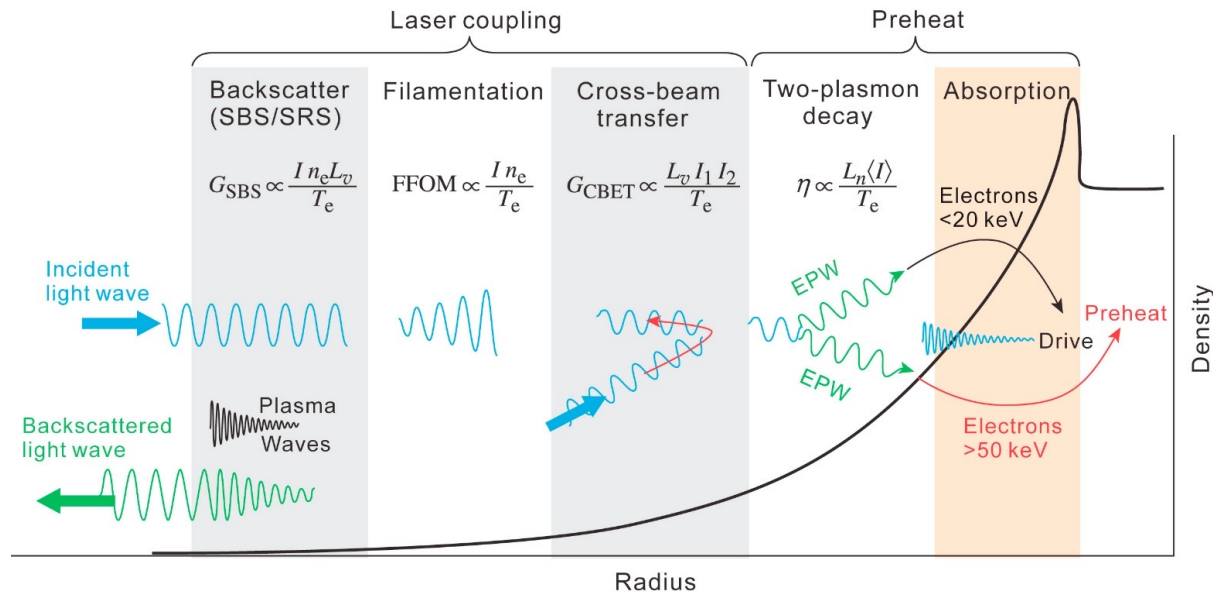 Laser coupling
Preheat
Backscatter
(SBS/SRS)
Filamentation
Cross-beam
transfer
Two-plasmon
decay
Absorption
G_SBS ∝ I n_e L_v / T_e
FFOM ∝ I n_e / T_e
G_CBET ∝ L_v I_1 I_2 / T_e
η ∝ L_n⟨I⟩ / T_e
Electrons
<20 keV
Incident
light wave
EPW
EPW
Preheat
Drive
Plasma
Waves
Backscattered
light wave
Electrons
>50 keV
Density
Radius